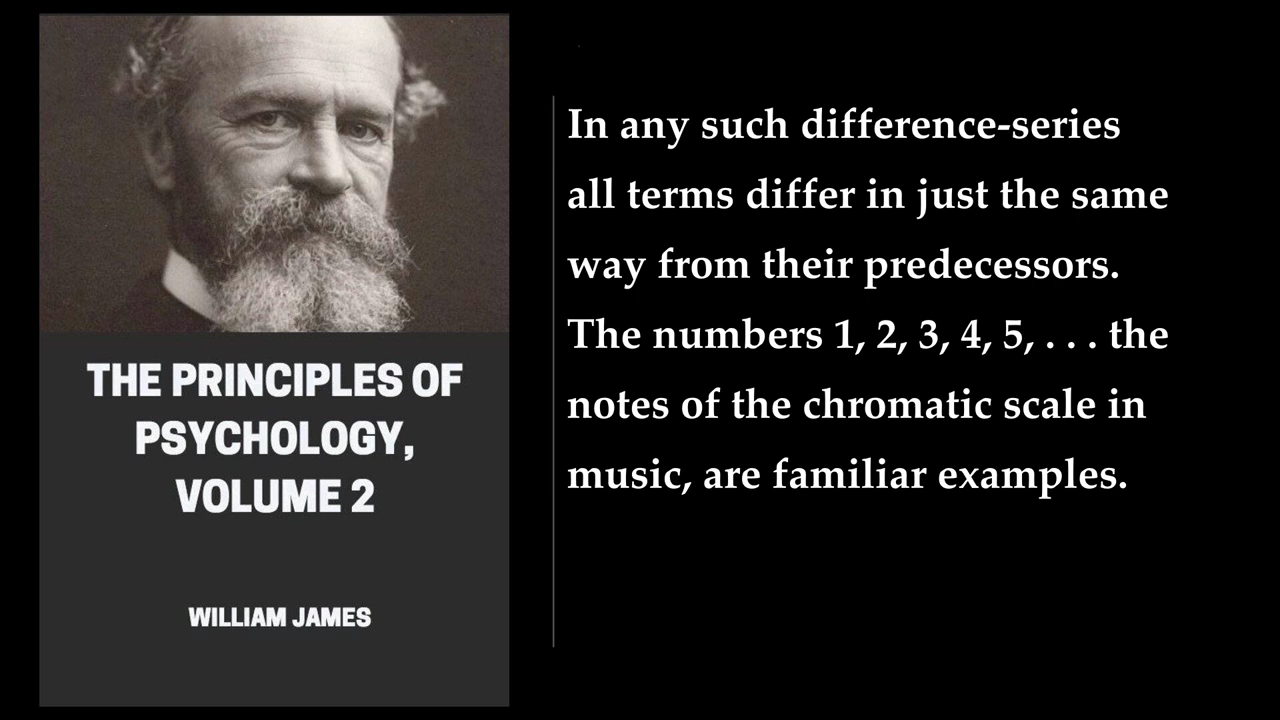 THE PRINCIPLES OF
PSYCHOLOGY,
VOLUME 2
WILLIAM JAMES
In any such difference-series
all terms differ in just the same
way from their predecessors.
The numbers 1, 2, 3, 4, 5, . . . the
notes of the chromatic scale in
music, are familiar examples.